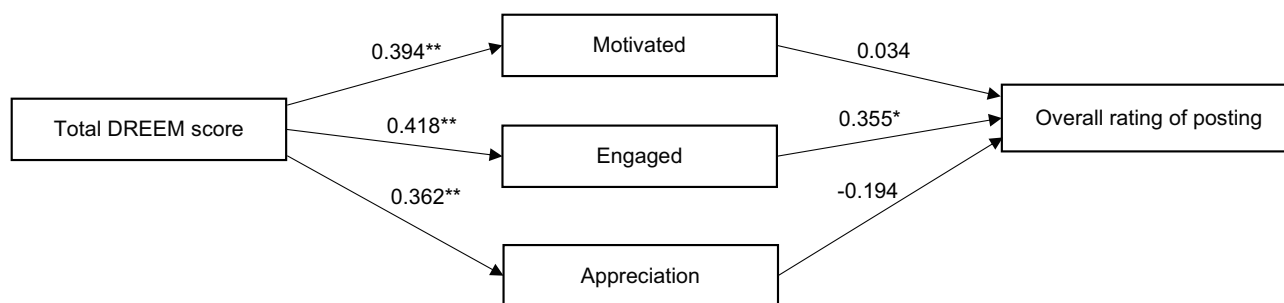 Motivated
0.394**
0.034
Total DREEM score
Overall rating of posting
0.418**
0.355*
Engaged
0.362**
-0.194
Appreciation